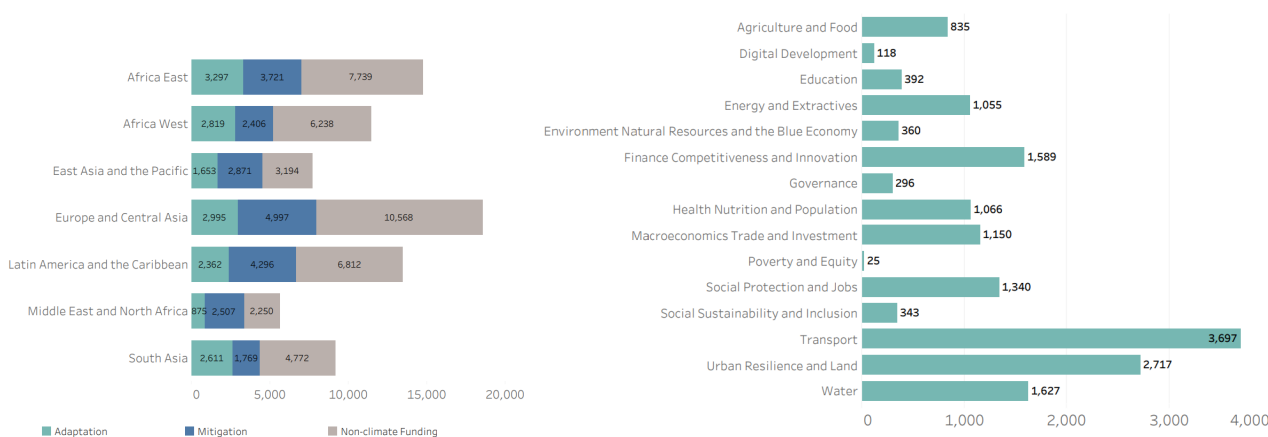 Africa East 3,297 3,721 7,739
Africa West 2,819 2,406 6,238
East Asia and the Pacific 1,653 2,871 3,194
Europe and Central Asia 2,995 4,997 10,568
Latin America and the Caribbean 2,362 4,296 6,812
Middle East and North Africa 875 2,507 2,250
South Asia 2,611 1,769 4,772
0 5,000 10,000 15,000 20,000
Adaptation Mitigation Non-climate Funding
Agriculture and Food 835
Digital Development 118
Education 392
Energy and Extractives 1,055
Environment Natural Resources and the Blue Economy 360
Finance Competitiveness and Innovation 1,589
Governance 296
Health Nutrition and Population 1,066
Macroeconomics Trade and Investment 1,150
Poverty and Equity 25
Social Protection and Jobs 1,340
Social Sustainability and Inclusion 343
Transport 3,697
Urban Resilience and Land 2,717
Water 1,627
0 1,000 2,000 3,000 4,000